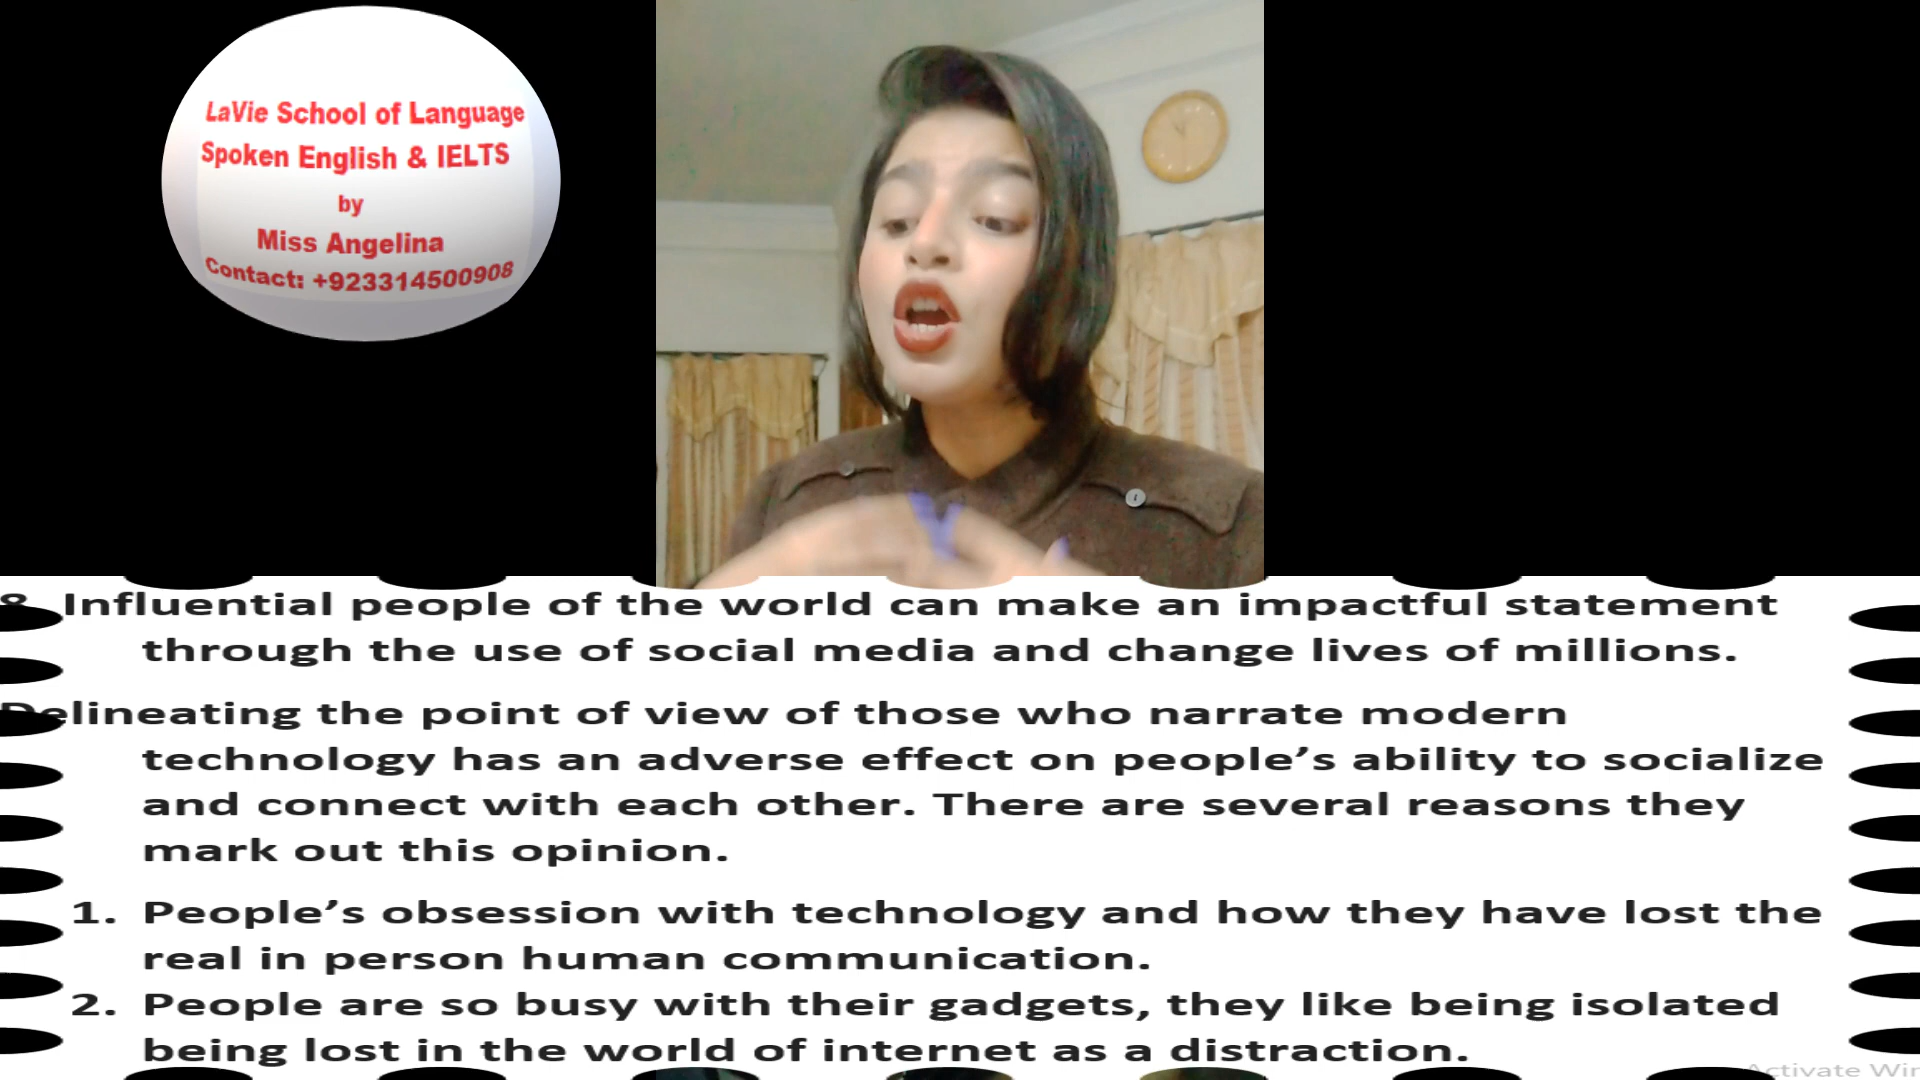 LaVie School of Language
Spoken English & IELTS
by
Miss Angelina
Contact: +923314500908
8 Influential people of the world can make an impactful statement
through the use of social media and change lives of millions.
Delineating the point of view of those who narrate modern
technology has an adverse effect on people’s ability to socialize
and connect with each other. There are several reasons they
mark out this opinion.
1. People’s obsession with technology and how they have lost the
real in person human communication.
2. People are so busy with their gadgets, they like being isolated
being lost in the world of internet as a distraction.
Activate Win